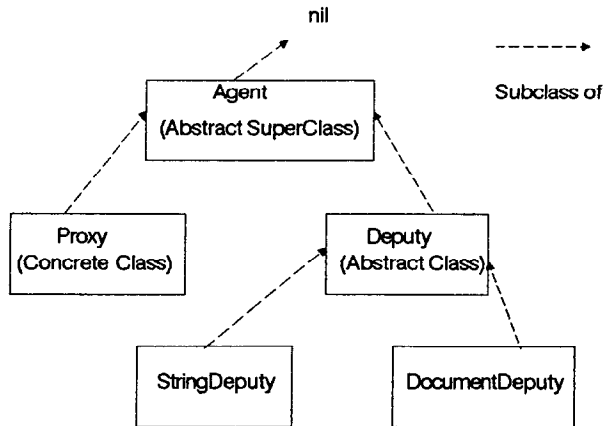 nil
Agent
(Abstract SuperClass)
Subclass of
Proxy
(Concrete Class)
Deputy
(Abstract Class)
StringDeputy
DocumentDeputy